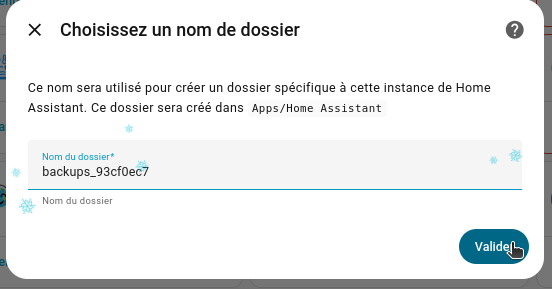 Choisissez un nom de dossier
Ce nom sera utilisé pour créer un dossier spécifique à cette instance de Home
Assistant. Ce dossier sera créé dans Apps/Home Assistant
Nom du dossier*
backups_93cf0ec7
Nom du dossier
Valider